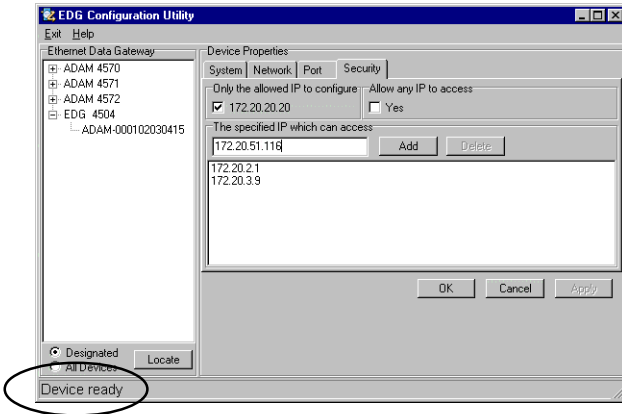 EDG Configuration Utility
Exit Help
Ethernet Data Gateway
ADAM 4570
ADAM 4571
ADAM 4572
EDG 4504
ADAM-000102030415
Designated
All Devices
Locate
Device Properties
System Network Port Security
Only the allowed IP to configure
172.20.20.20
Allow any IP to access
Yes
The specified IP which can access
172.20.51.116
Add Delete
172.20.2.1
172.20.3.9
OK Cancel Apply
Device ready